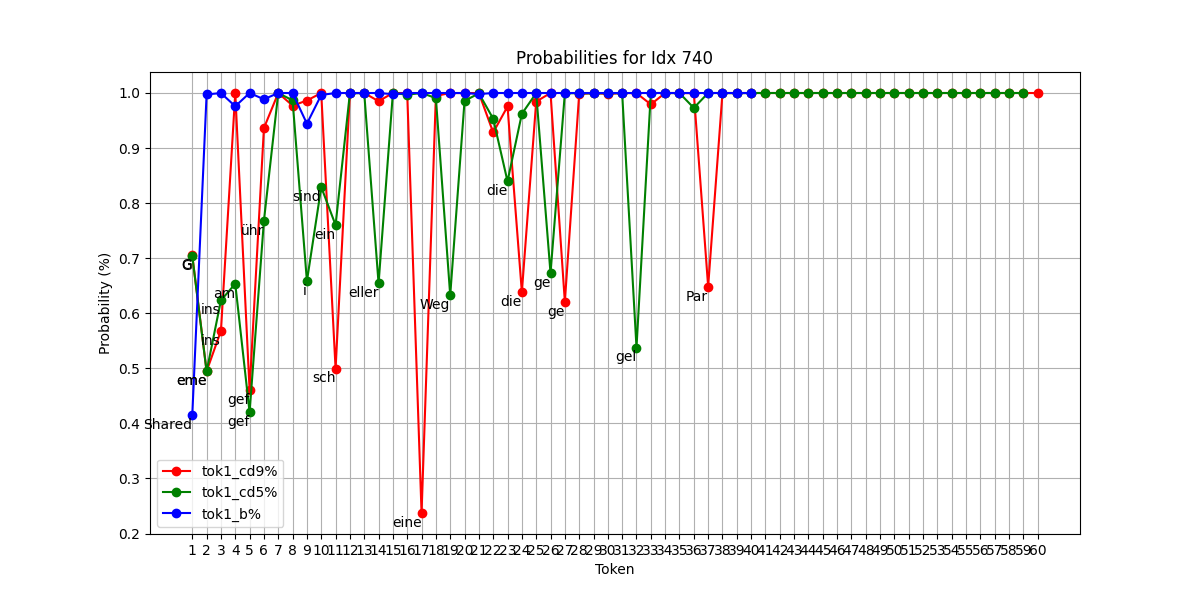 Probabilities for Idx 740
Probability (%)
1.0
0.9
0.8
0.7
0.6
0.5
0.4
0.3
0.2
G
G
eme
eme
ins
ins
am
gef
gef
ühr
i
sind
ein
sch
eller
eine
Weg
die
die
ge
ge
gel
Par
Shared
tok1_cd9%
tok1_cd5%
tok1_b%
1 2 3 4 5 6 7 8 9 10 11 12 13 14 15 16 17 18 19 20 21 22 23 24 25 26 27 28 29 30 31 32 33 34 35 36 37 38 39 40 41 42 43 44 45 46 47 48 49 50 51 52 53 54 55 56 57 58 59 60
Token